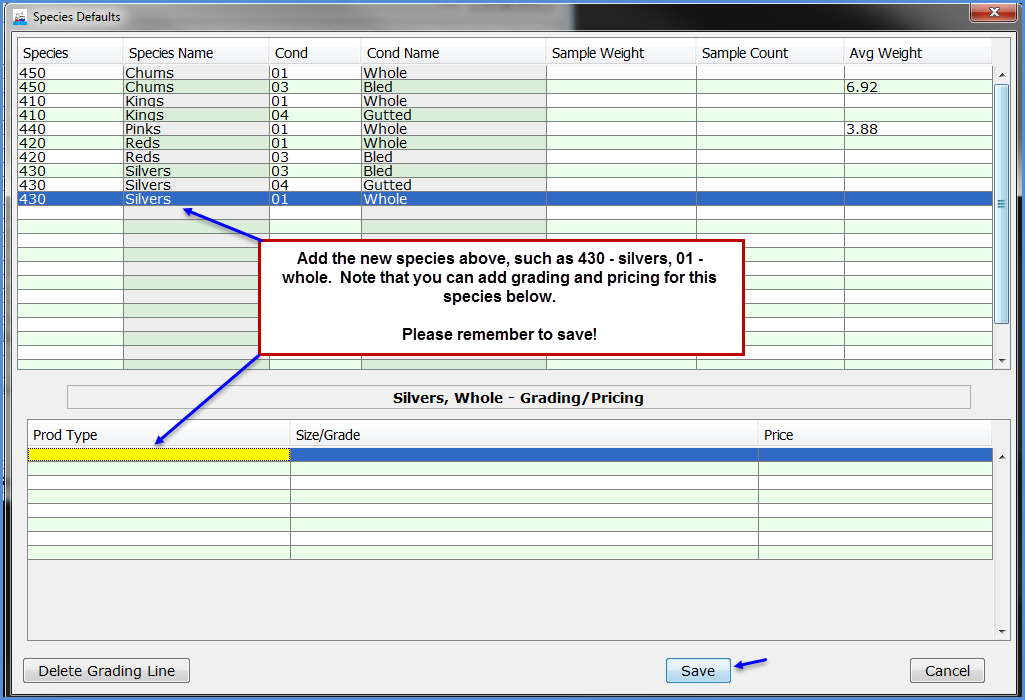 Species Defaults
Species Species Name Cond Cond Name Sample Weight Sample Count Avg Weight
450 Chums 01 Whole
450 Chums 03 Bled 6.92
410 Kings 01 Whole
410 Kings 04 Gutted
440 Pinks 01 Whole 3.88
420 Reds 01 Whole
420 Reds 03 Bled
430 Silvers 03 Bled
430 Silvers 04 Gutted
430 Silvers 01 Whole
Add the new species above, such as 430 - silvers, 01 -
whole. Note that you can add grading and pricing for this
species below.
Please remember to save!
Silvers, Whole - Grading/Pricing
Prod Type Size/Grade Price
Delete Grading Line Save Cancel